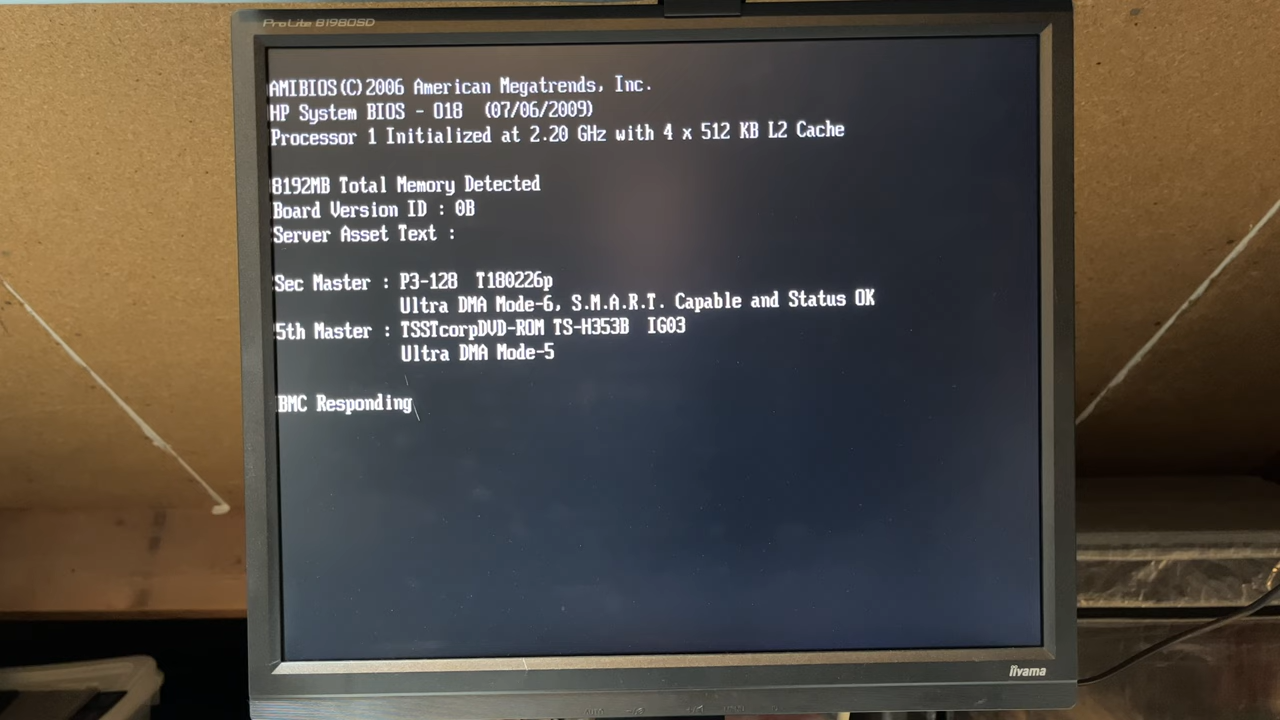 ProLite B1980SD
AMIBIOS(C)2006 American Megatrends, Inc.
HP System BIOS - O18 (07/06/2009)
Processor 1 Initialized at 2.20 GHz with 4 x 512 KB L2 Cache
8192MB Total Memory Detected
Board Version ID : 0B
Server Asset Text :
Sec Master : P3-128 T180226p
Ultra DMA Mode-6, S.M.A.R.T. Capable and Status OK
5th Master : TSSTcorpDVD-ROM TS-H353B IG03
Ultra DMA Mode-5
BMC Responding
iiyama